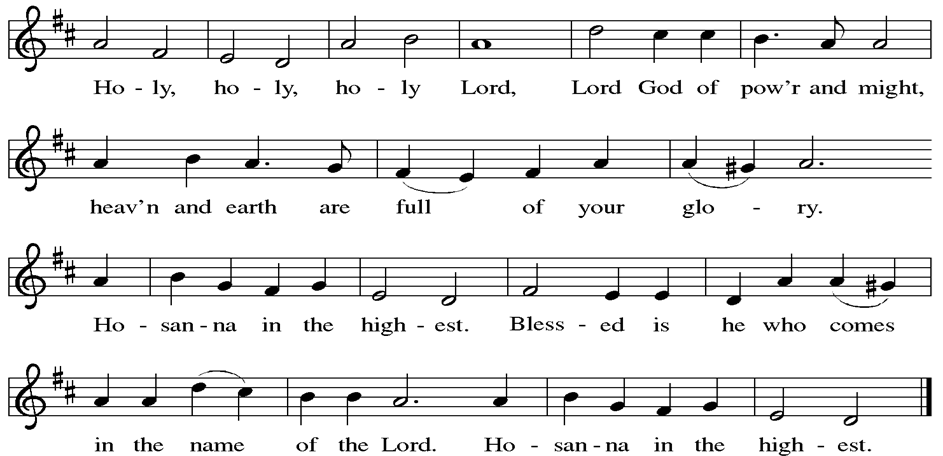 Ho - ly, ho - ly, ho - ly Lord, Lord God of pow'r and might,
heav'n and earth are full of your glo - ry.
Ho - san - na in the high - est. Bless - ed is he who comes
in the name of the Lord. Ho - san - na in the high - est.